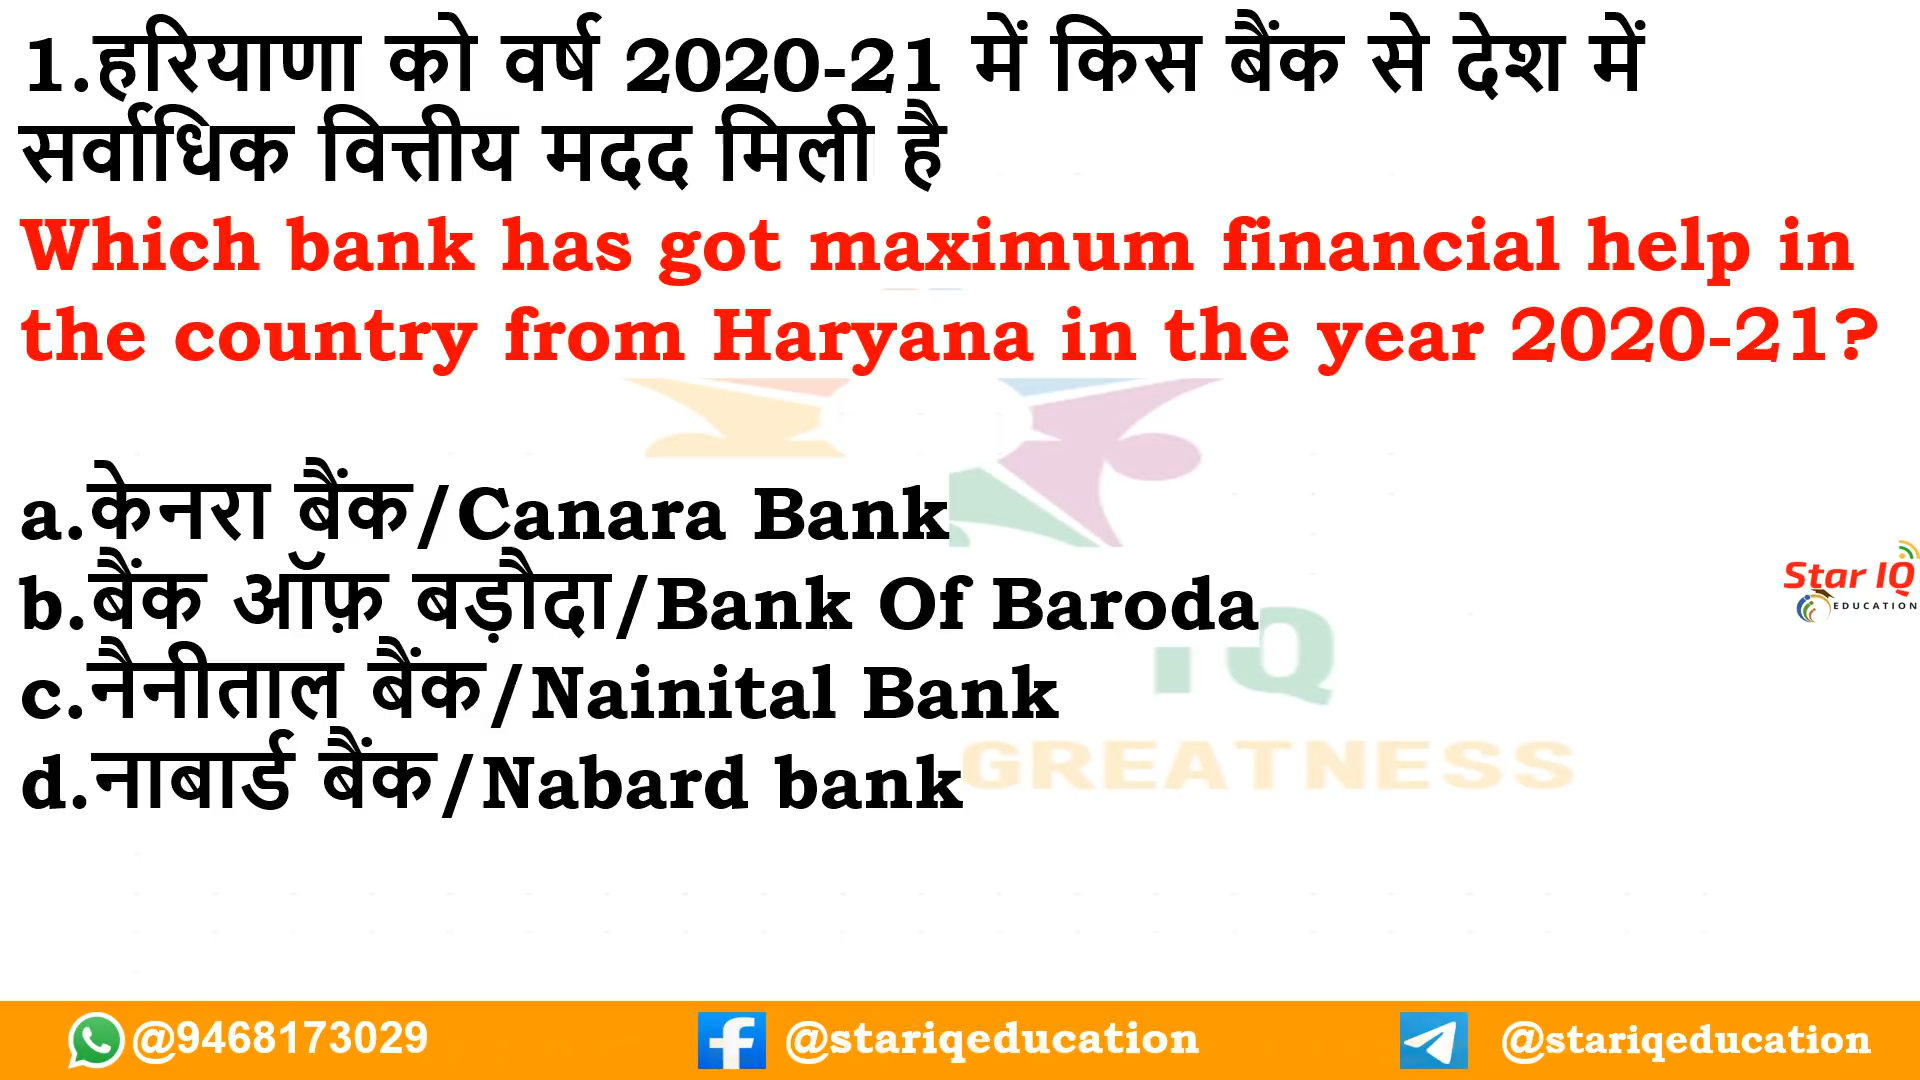 1.हरियाणा को वर्ष 2020-21 में किस बैंक से देश में
सर्वाधिक वित्तीय मदद मिली है
Which bank has got maximum financial help in
the country from Haryana in the year 2020-21?
a.केनरा बैंक/Canara Bank
b.बैंक ऑफ़ बड़ौदा/Bank Of Baroda
c.नैनीताल बैंक/Nainital Bank
d.नाबार्ड बैंक/Nabard bank
Star IQ
EDUCATION
IQ
GREATNESS
@9468173029
@stariqeducation
@stariqeducation